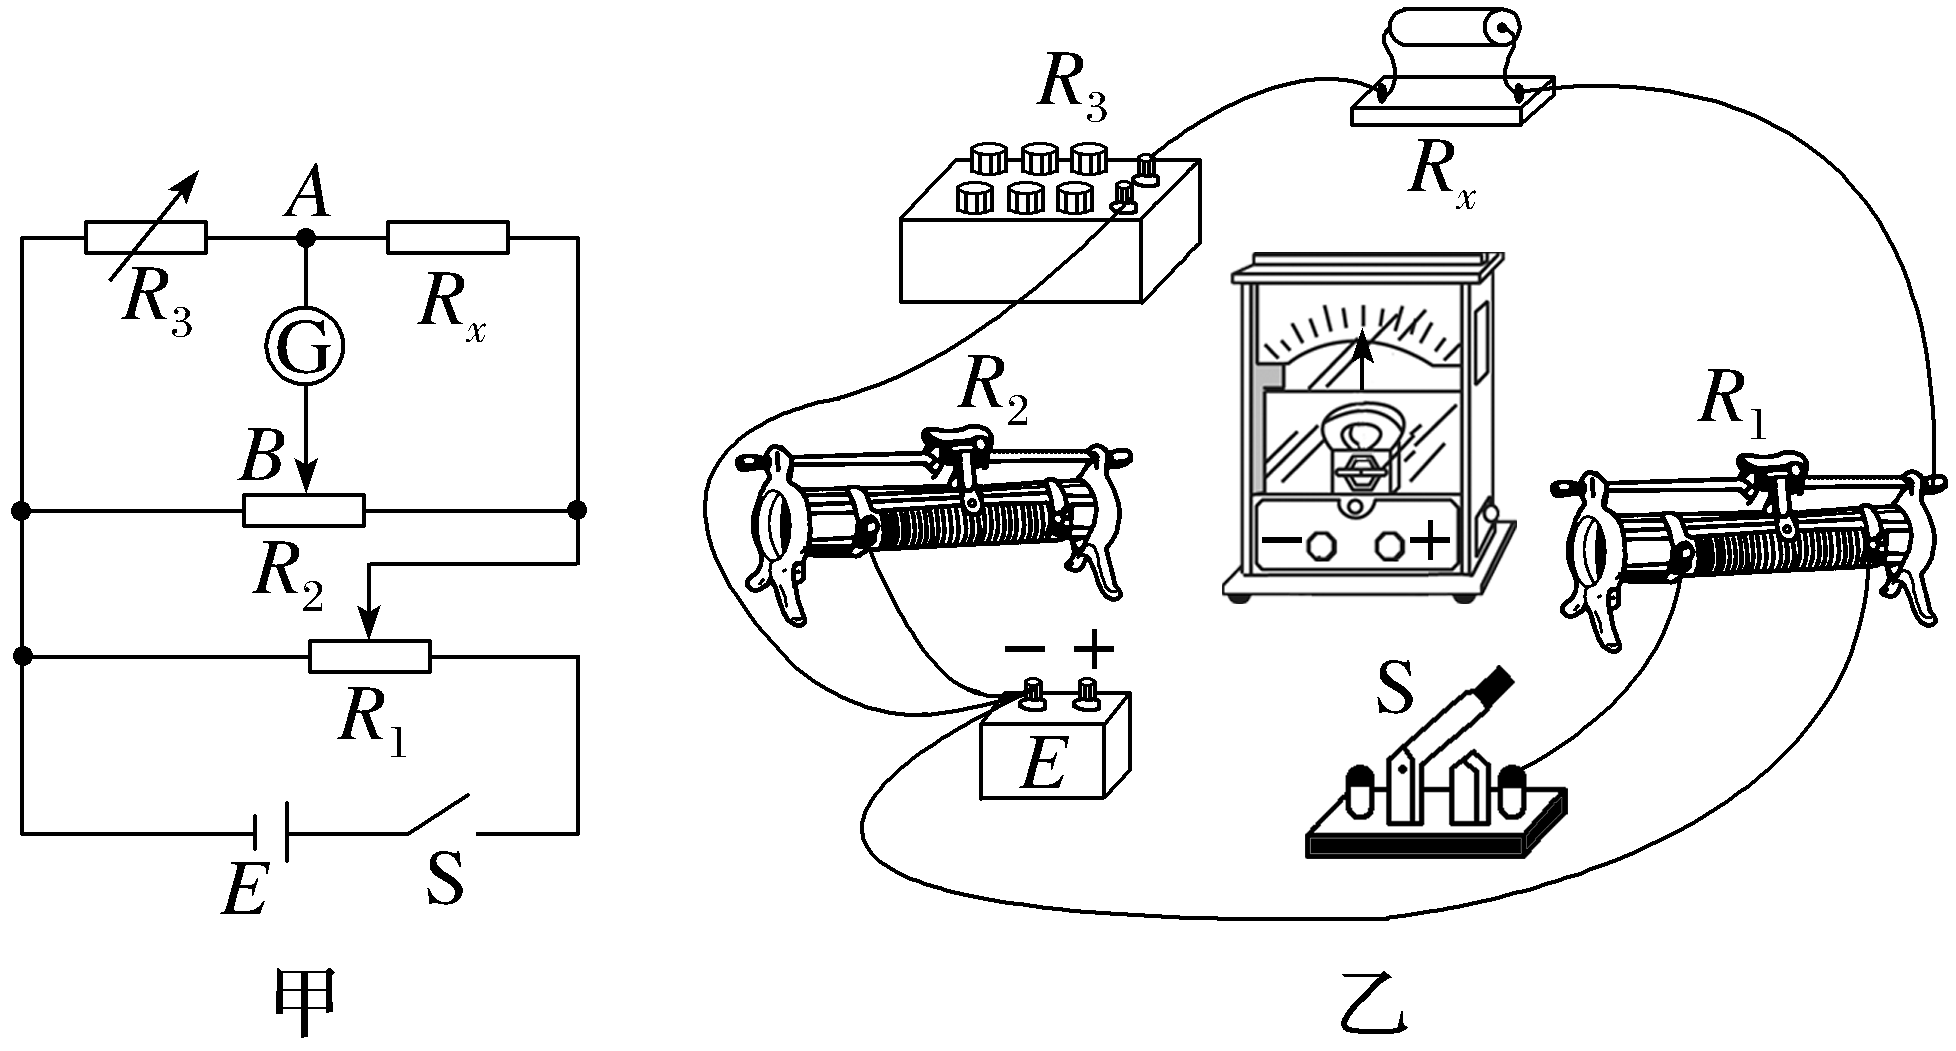 A
R₃
Rₓ
G
B
R₂
R₁
E
S
甲
R₃
Rₓ
R₂
R₁
− +
− +
E
S
乙